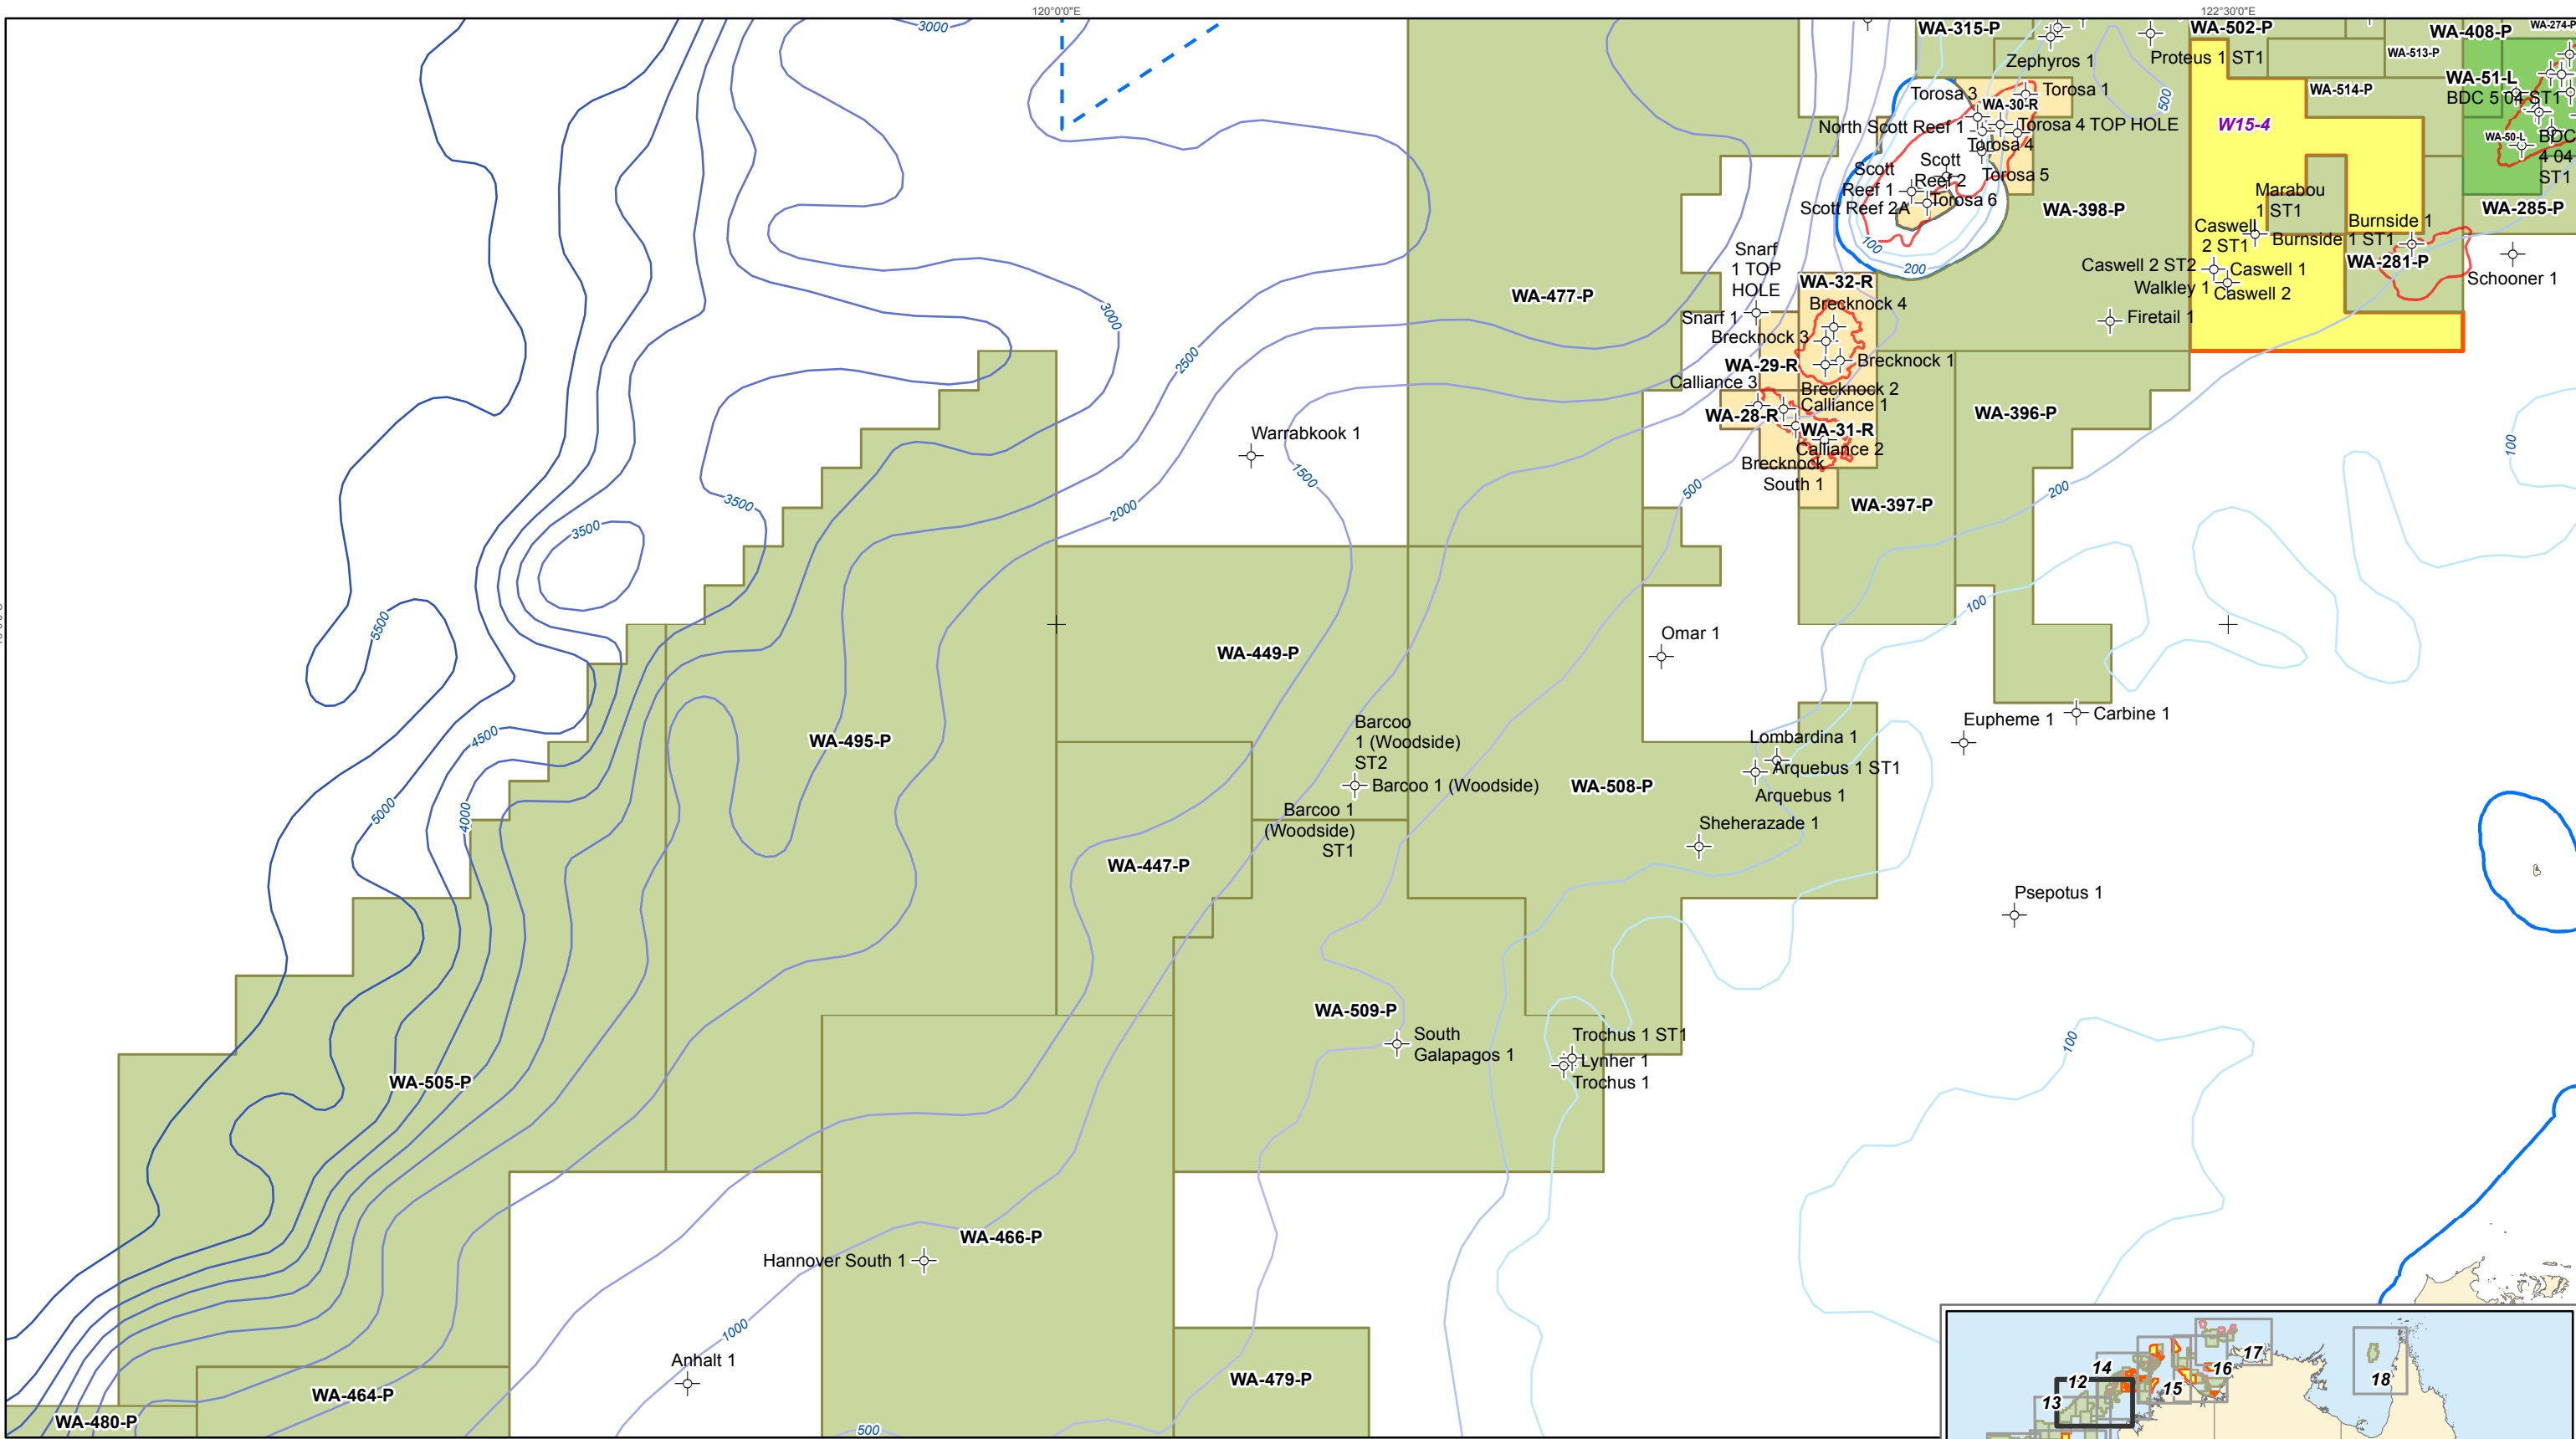 120°0'0"E
122°30'0"E
3000
WA-315-P
Zephyros 1
Proteus 1 ST1
WA-502-P
WA-513-P
WA-408-P
WA-274-P
500
WA-514-P
WA-51-L
BDC 5 04 ST1
WA-50-L
BDC
4 04
ST1
W15-4
Torosa 3
WA-30-R
Torosa 1
North Scott Reef 1
Torosa 4 TOP HOLE
Torosa 4
Scott
Reef 1
Scott
Reef 2
Torosa 5
Scott Reef 2A
Torosa 6
WA-398-P
100
200
Marabou
1 ST1
Burnside 1
Burnside 1 ST1
WA-281-P
WA-285-P
Schooner 1
Caswell
2 ST1
Caswell 2 ST2
Caswell 1
Walkley 1
Caswell 2
Firetail 1
Snarf
1 TOP
HOLE
Snarf 1
WA-32-R
Brecknock 4
Brecknock 3
WA-29-R
Brecknock 1
Calliance 3
Brecknock 2
Calliance 1
WA-28-R
WA-31-R
Calliance 2
Brecknock
South 1
WA-477-P
WA-396-P
WA-397-P
3000
2500
Warrabkook 1
1500
2000
500
200
100
100
3500
3500
5500
Omar 1
WA-449-P
4500
5000
4000
WA-495-P
Barcoo
1 (Woodside)
ST2
Barcoo 1 (Woodside)
Barcoo 1
(Woodside)
ST1
WA-508-P
Lombardina 1
Arquebus 1 ST1
Arquebus 1
Sheherazade 1
Eupheme 1
Carbine 1
WA-447-P
Psepotus 1
WA-509-P
South
Galapagos 1
Trochus 1 ST1
Lynher 1
Trochus 1
100
WA-505-P
WA-466-P
Hannover South 1
1000
Anhalt 1
WA-479-P
WA-464-P
WA-480-P
500
12
13
14
15
16
17
18